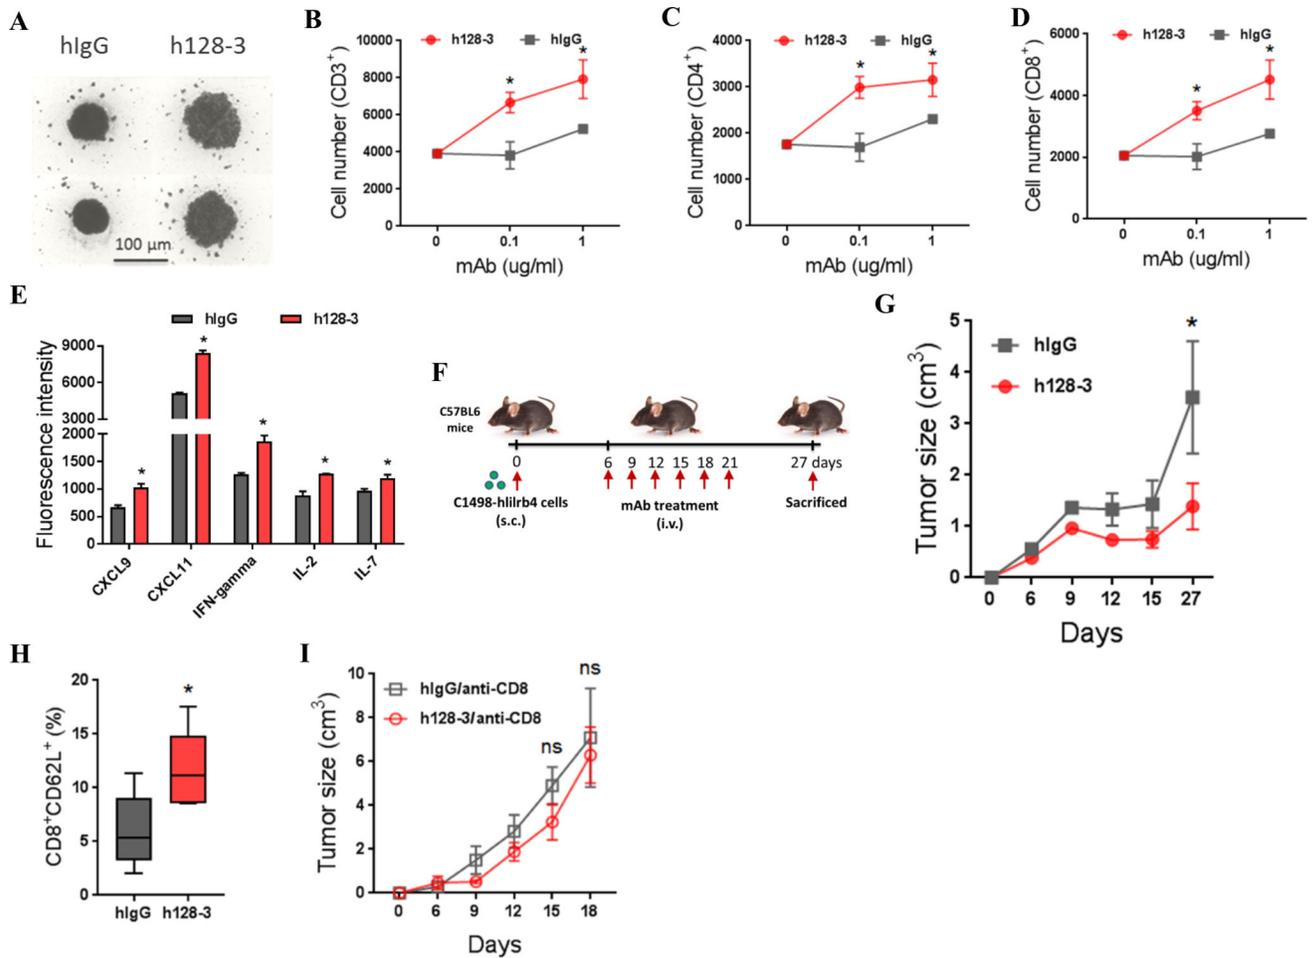 A
hIgG
h128-3
100 µm
B
h128-3
hIgG
Cell number (CD3+)
10000
8000
6000
4000
2000
0
*
*
0
0.1
1
mAb (ug/ml)
C
h128-3
hIgG
Cell number (CD4+)
4000
3000
2000
1000
0
*
*
0
0.1
1
mAb (ug/ml)
D
h128-3
hIgG
Cell number (CD8+)
6000
4000
2000
0
*
*
0
0.1
1
mAb (ug/ml)
E
hIgG
h128-3
Fluorescence intensity
9000
6000
3000
2000
1500
1000
500
0
*
*
*
*
*
CXCL9
CXCL11
IFN-gamma
IL-2
IL-7
F
C57BL6
mice
0
6
9
12
15
18
21
27 days
C1498-hlilrb4 cells
(s.c.)
mAb treatment
(i.v.)
Sacrificed
G
hIgG
h128-3
Tumor size (cm3)
5
4
3
2
1
0
*
0
6
9
12
15
27
Days
H
CD8+CD62L+ (%)
20
15
10
5
0
*
hIgG
h128-3
I
hIgG/anti-CD8
h128-3/anti-CD8
Tumor size (cm3)
10
8
6
4
2
0
ns
ns
0
6
9
12
15
18
Days